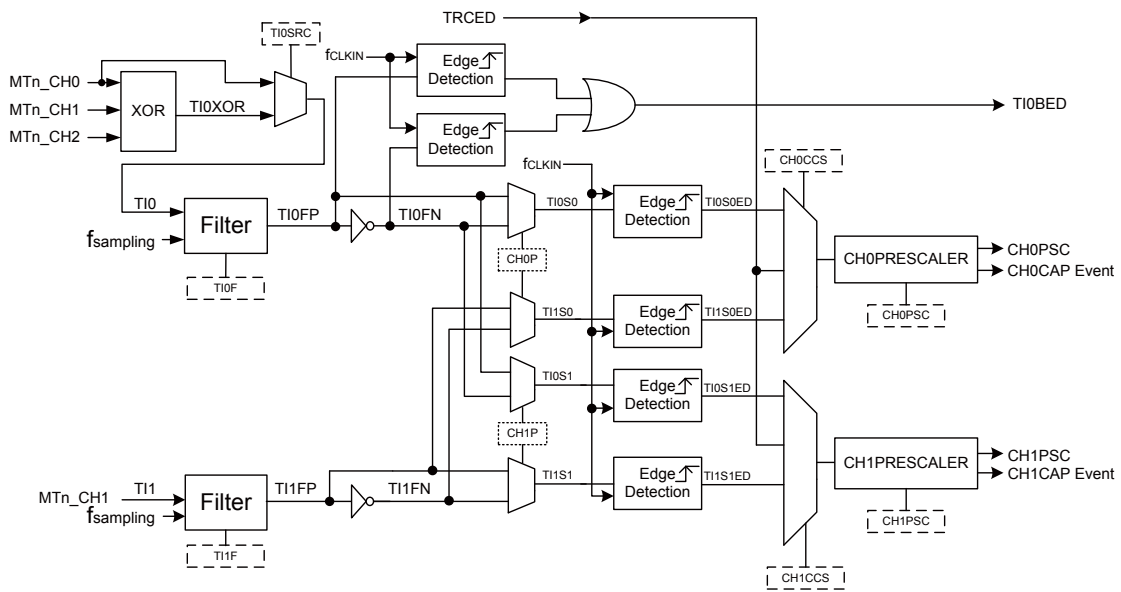 TRCED
TI0SRC
fCLKIN
Edge
Detection
MTn_CH0
MTn_CH1
MTn_CH2
XOR
TI0XOR
TI0BED
Edge
Detection
fCLKIN
CH0CCS
TI0
fsampling
Filter
TI0FP
TI0FN
TI0S0
Edge
Detection
TI0S0ED
CH0P
TI0F
CH0PRESCALER
CH0PSC
CH0CAP Event
CH0PSC
TI1S0
Edge
Detection
TI1S0ED
TI0S1
Edge
Detection
TI0S1ED
CH1P
MTn_CH1
TI1
fsampling
Filter
TI1FP
TI1FN
TI1S1
Edge
Detection
TI1S1ED
CH1PRESCALER
CH1PSC
CH1CAP Event
CH1PSC
TI1F
CH1CCS